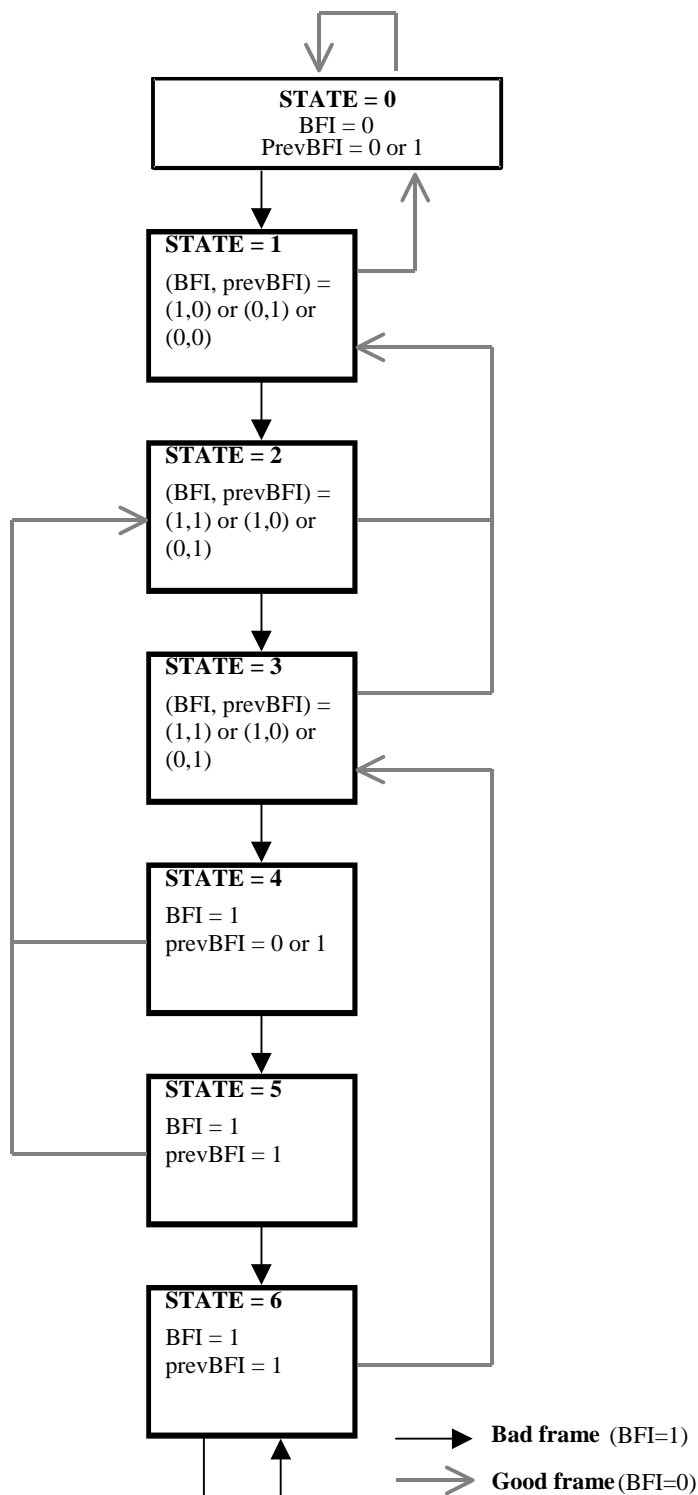 STATE = 0
BFI = 0
PrevBFI = 0 or 1
STATE = 1
(BFI, prevBFI) =
(1,0) or (0,1) or
(0,0)
STATE = 2
(BFI, prevBFI) =
(1,1) or (1,0) or
(0,1)
STATE = 3
(BFI, prevBFI) =
(1,1) or (1,0) or
(0,1)
STATE = 4
BFI = 1
prevBFI = 0 or 1
STATE = 5
BFI = 1
prevBFI = 1
STATE = 6
BFI = 1
prevBFI = 1
Bad frame (BFI=1)
Good frame (BFI=0)